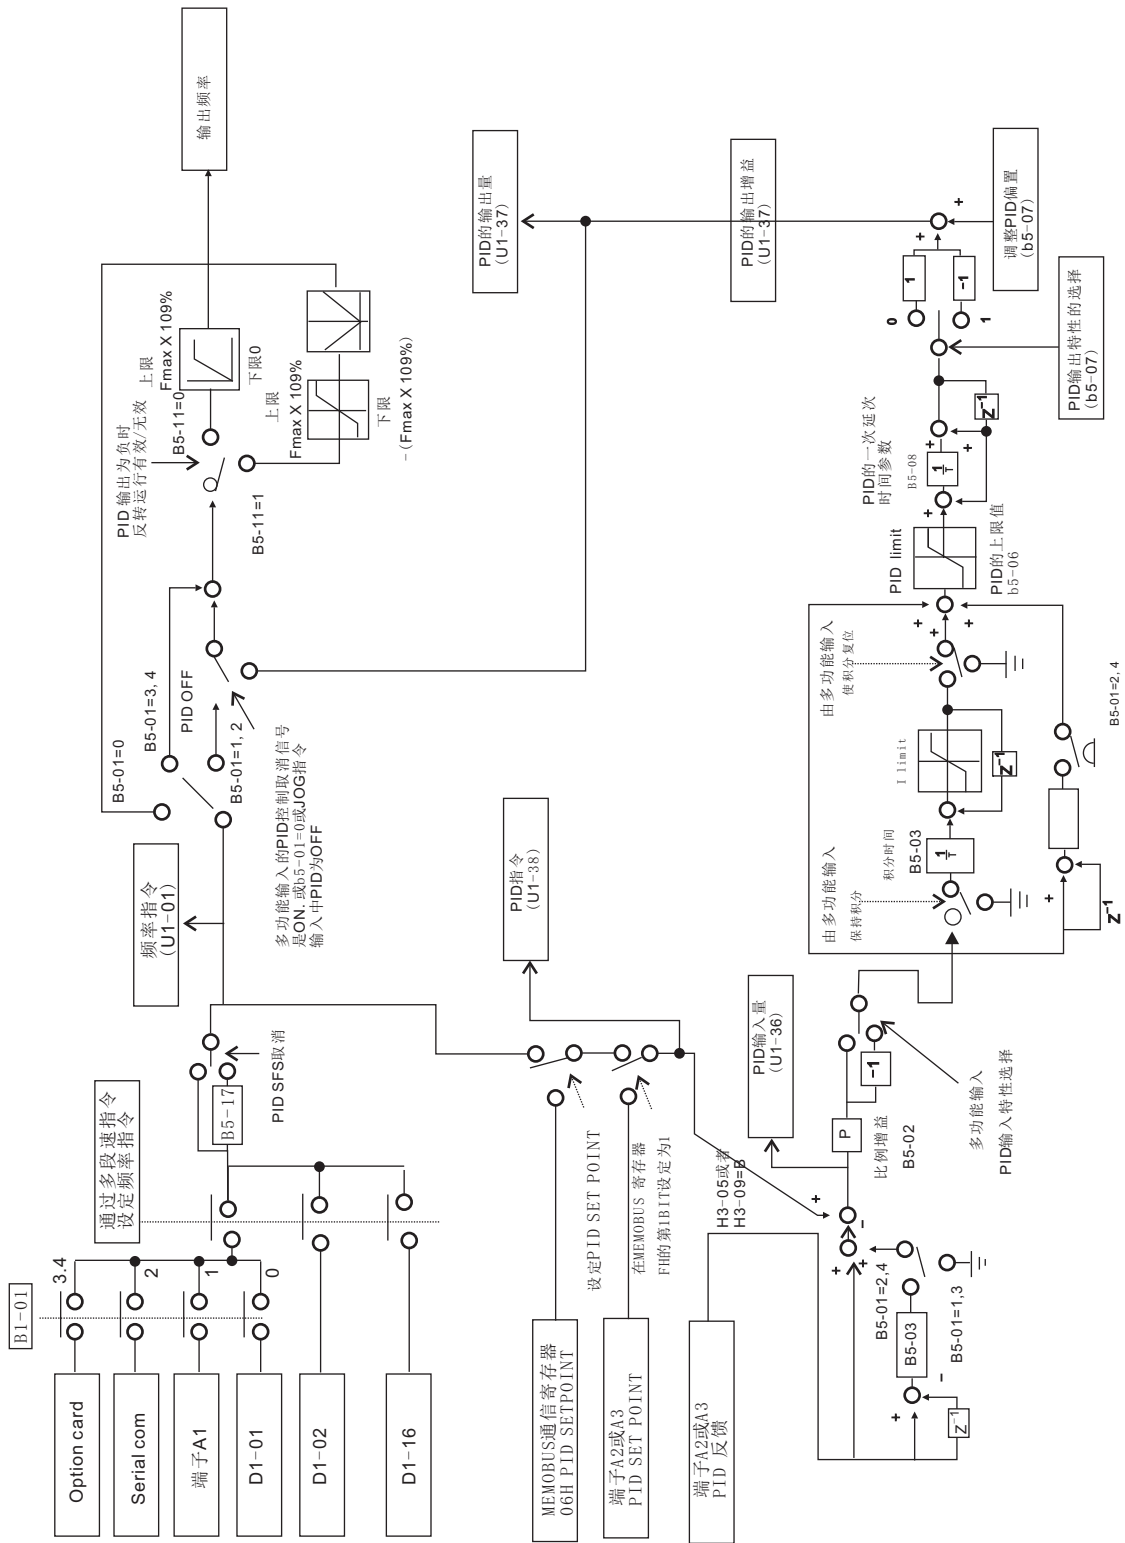 B1-01
Option card
Serial com
端子A1
D1-01
D1-02
D1-16
3.4
2
1
0
通过多段速指令
设定频率指令
B5-17
PID SFS取消
频率指令
(U1-01)
B5-01=0
B5-01=3, 4
PID OFF
B5-01=1, 2
多功能输入的PID控制取消信号
是ON.或b5-01=0或JOG指令
输入中PID为OFF
PID 输出为负时
反转运行有效/无效
B5-11=0
B5-11=1
上限
Fmax X 109%
下限0
上限
Fmax X 109%
下限
-(Fmax X 109%)
输出频率
MEMOBUS通信寄存器
06H PID SETPOINT
端子A2或A3
PID SET POINT
端子A2或A3
PID 反馈
设定PID SET POINT
在MEMOBUS 寄存器
FH的第1BIT设定为1
H3-05或者
H3-09=B
PID指令
(U1-38)
PID的输出量
(U1-37)
PID输入量
(U1-36)
PID的输出增益
(U1-37)
+
-
+
+
B5-01=2,4
B5-03
B5-01=1,3
+
-
Z⁻¹
P
比例增益
B5-02
-1
多功能输入
PID输入特性选择
由多功能输入
保持积分
积分时间
B5-03
1/T
I limit
Z⁻¹
由多功能输入
使积分复位
+
+
+
+
Z⁻¹
B5-01=2, 4
PID limit
PID的上限值
b5-06
PID的一次延次
时间参数
B5-08
+
1/T
+
+
Z⁻¹
0
1
1
-1
PID输出特性的选择
(b5-07)
+
+
调整PID偏置
(b5-07)